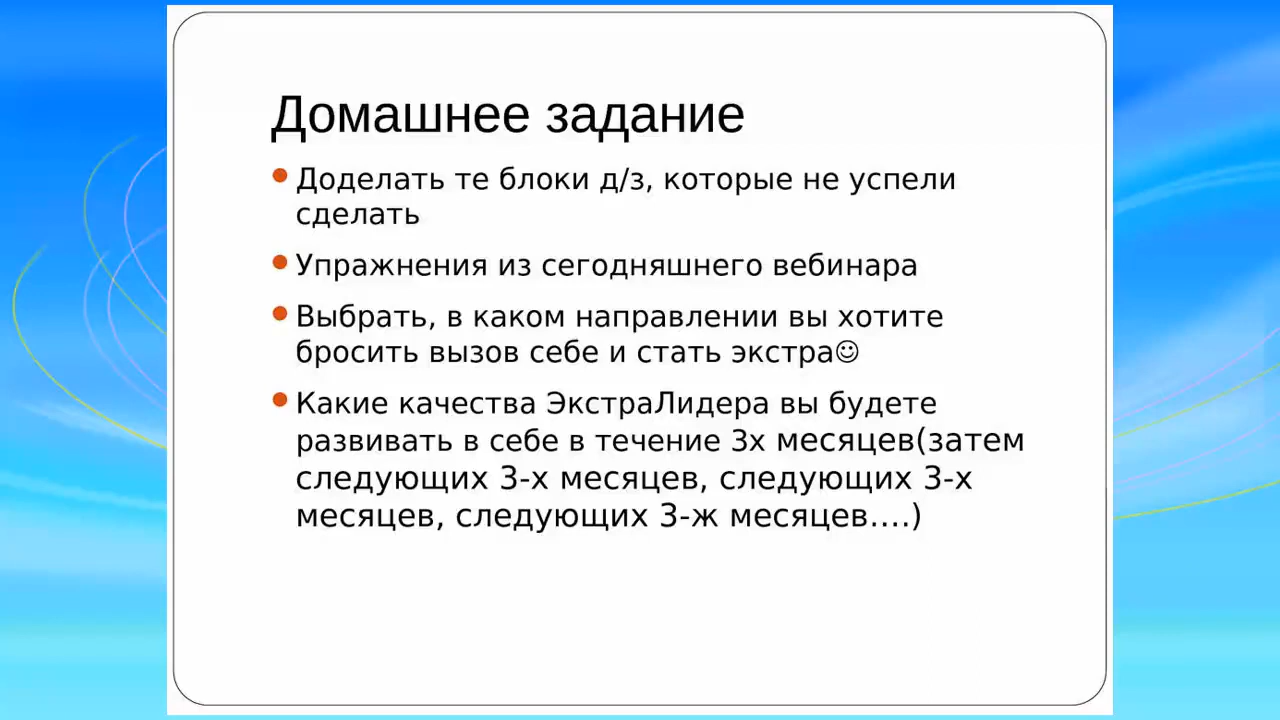 Домашнее задание
Доделать те блоки д/з, которые не успели
сделать
Упражнения из сегодняшнего вебинара
Выбрать, в каком направлении вы хотите
бросить вызов себе и стать экстра☺
Какие качества ЭкстраЛидера вы будете
развивать в себе в течение 3х месяцев(затем
следующих 3-х месяцев, следующих 3-х
месяцев, следующих 3-ж месяцев....)